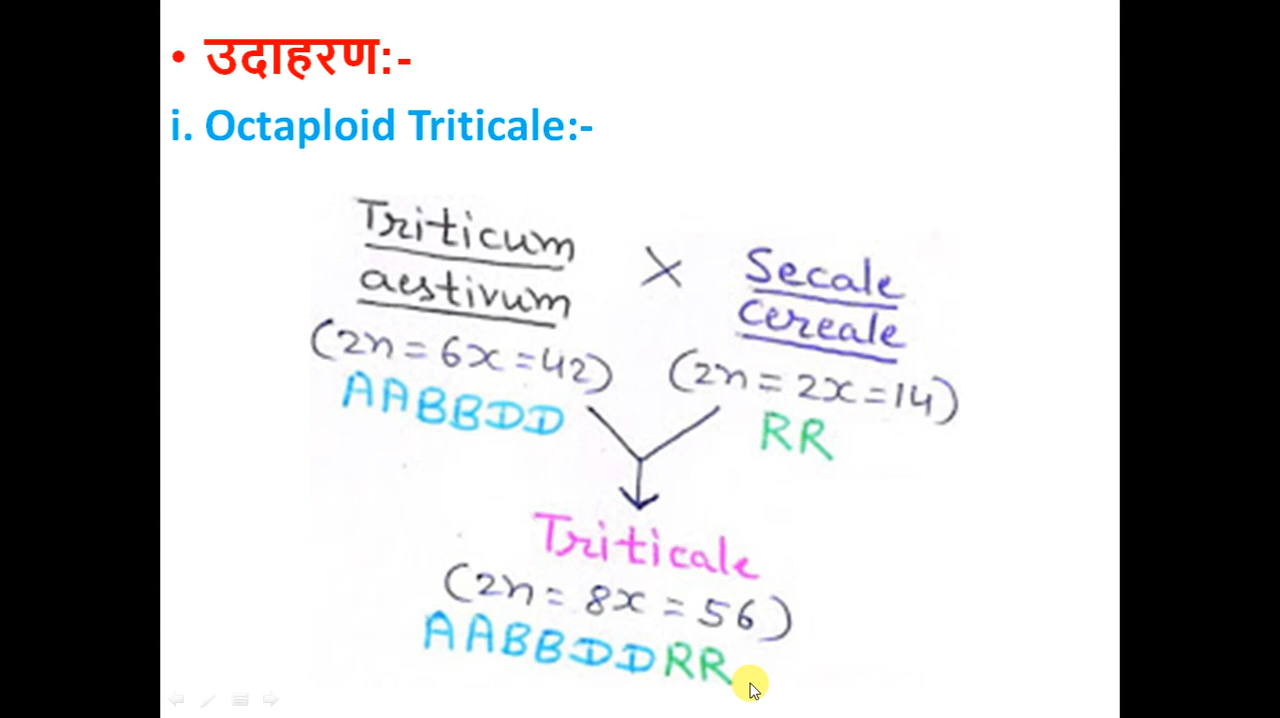 • उदाहरण:-
i. Octaploid Triticale:-
Triticum × Secale
aestivum cereale
(2n = 6x = 42) (2n = 2x = 14)
AABBDD RR
Triticale
(2n = 8x = 56)
AABBDDRR